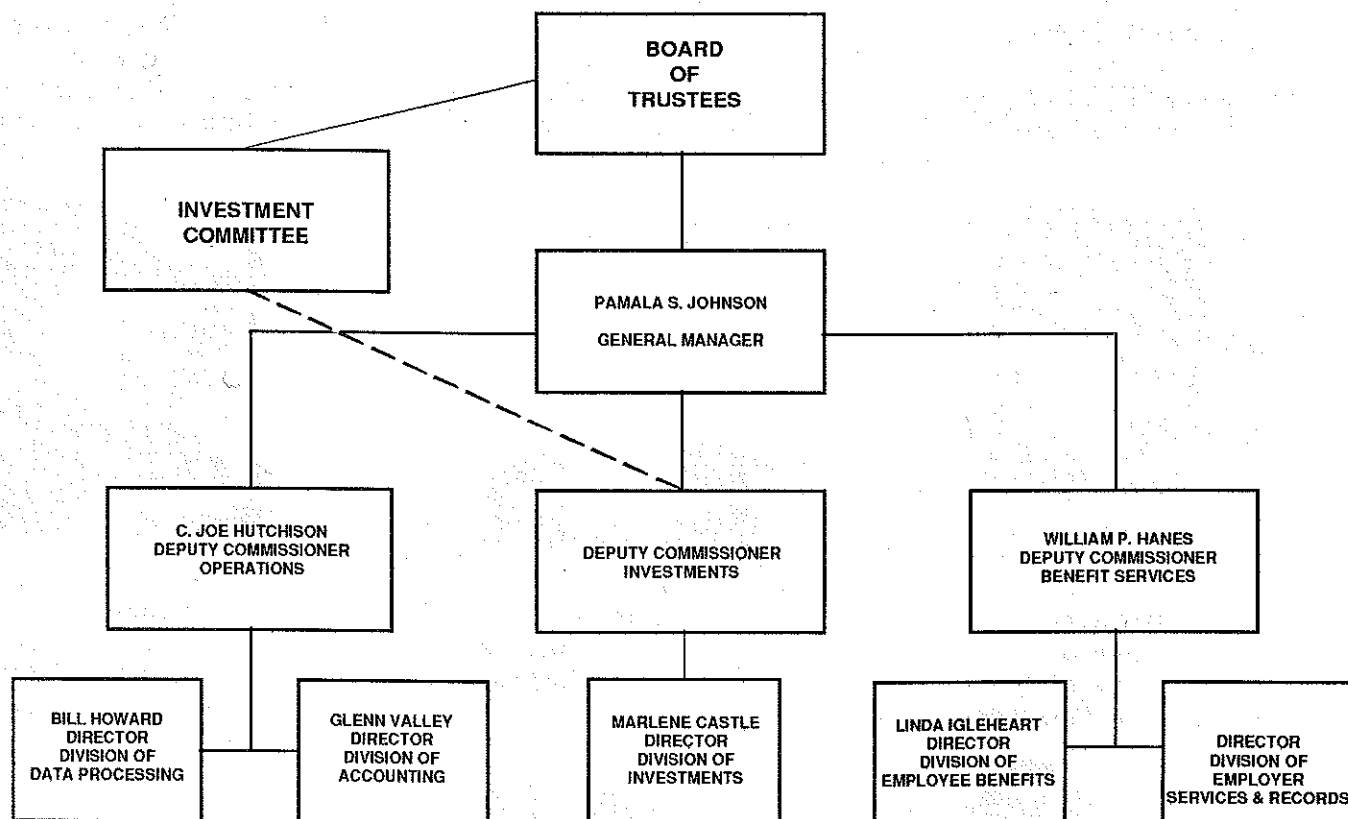 BOARD
OF
TRUSTEES
INVESTMENT
COMMITTEE
PAMALA S. JOHNSON
GENERAL MANAGER
C. JOE HUTCHISON
DEPUTY COMMISSIONER
OPERATIONS
DEPUTY COMMISSIONER
INVESTMENTS
WILLIAM P. HANES
DEPUTY COMMISSIONER
BENEFIT SERVICES
BILL HOWARD
DIRECTOR
DIVISION OF
DATA PROCESSING
GLENN VALLEY
DIRECTOR
DIVISION OF
ACCOUNTING
MARLENE CASTLE
DIRECTOR
DIVISION OF
INVESTMENTS
LINDA IGLEHEART
DIRECTOR
DIVISION OF
EMPLOYEE BENEFITS
DIRECTOR
DIVISION OF
EMPLOYER
SERVICES & RECORDS